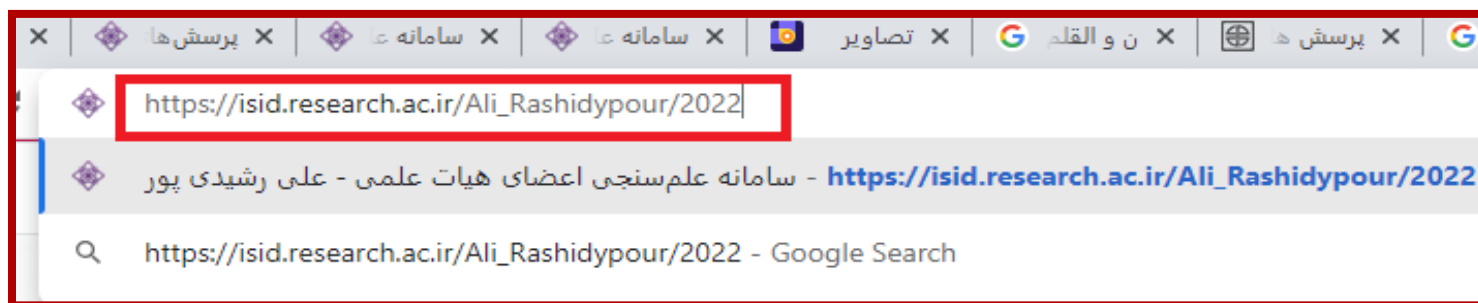 پرسش‌ها سامانه عا سامانه عا تصاویر ن و القلم پرسش ها
https://isid.research.ac.ir/Ali_Rashidypour/2022
سامانه علم‌سنجی اعضای هیات علمی - علی رشیدی پور - https://isid.research.ac.ir/Ali_Rashidypour/2022
https://isid.research.ac.ir/Ali_Rashidypour/2022 - Google Search